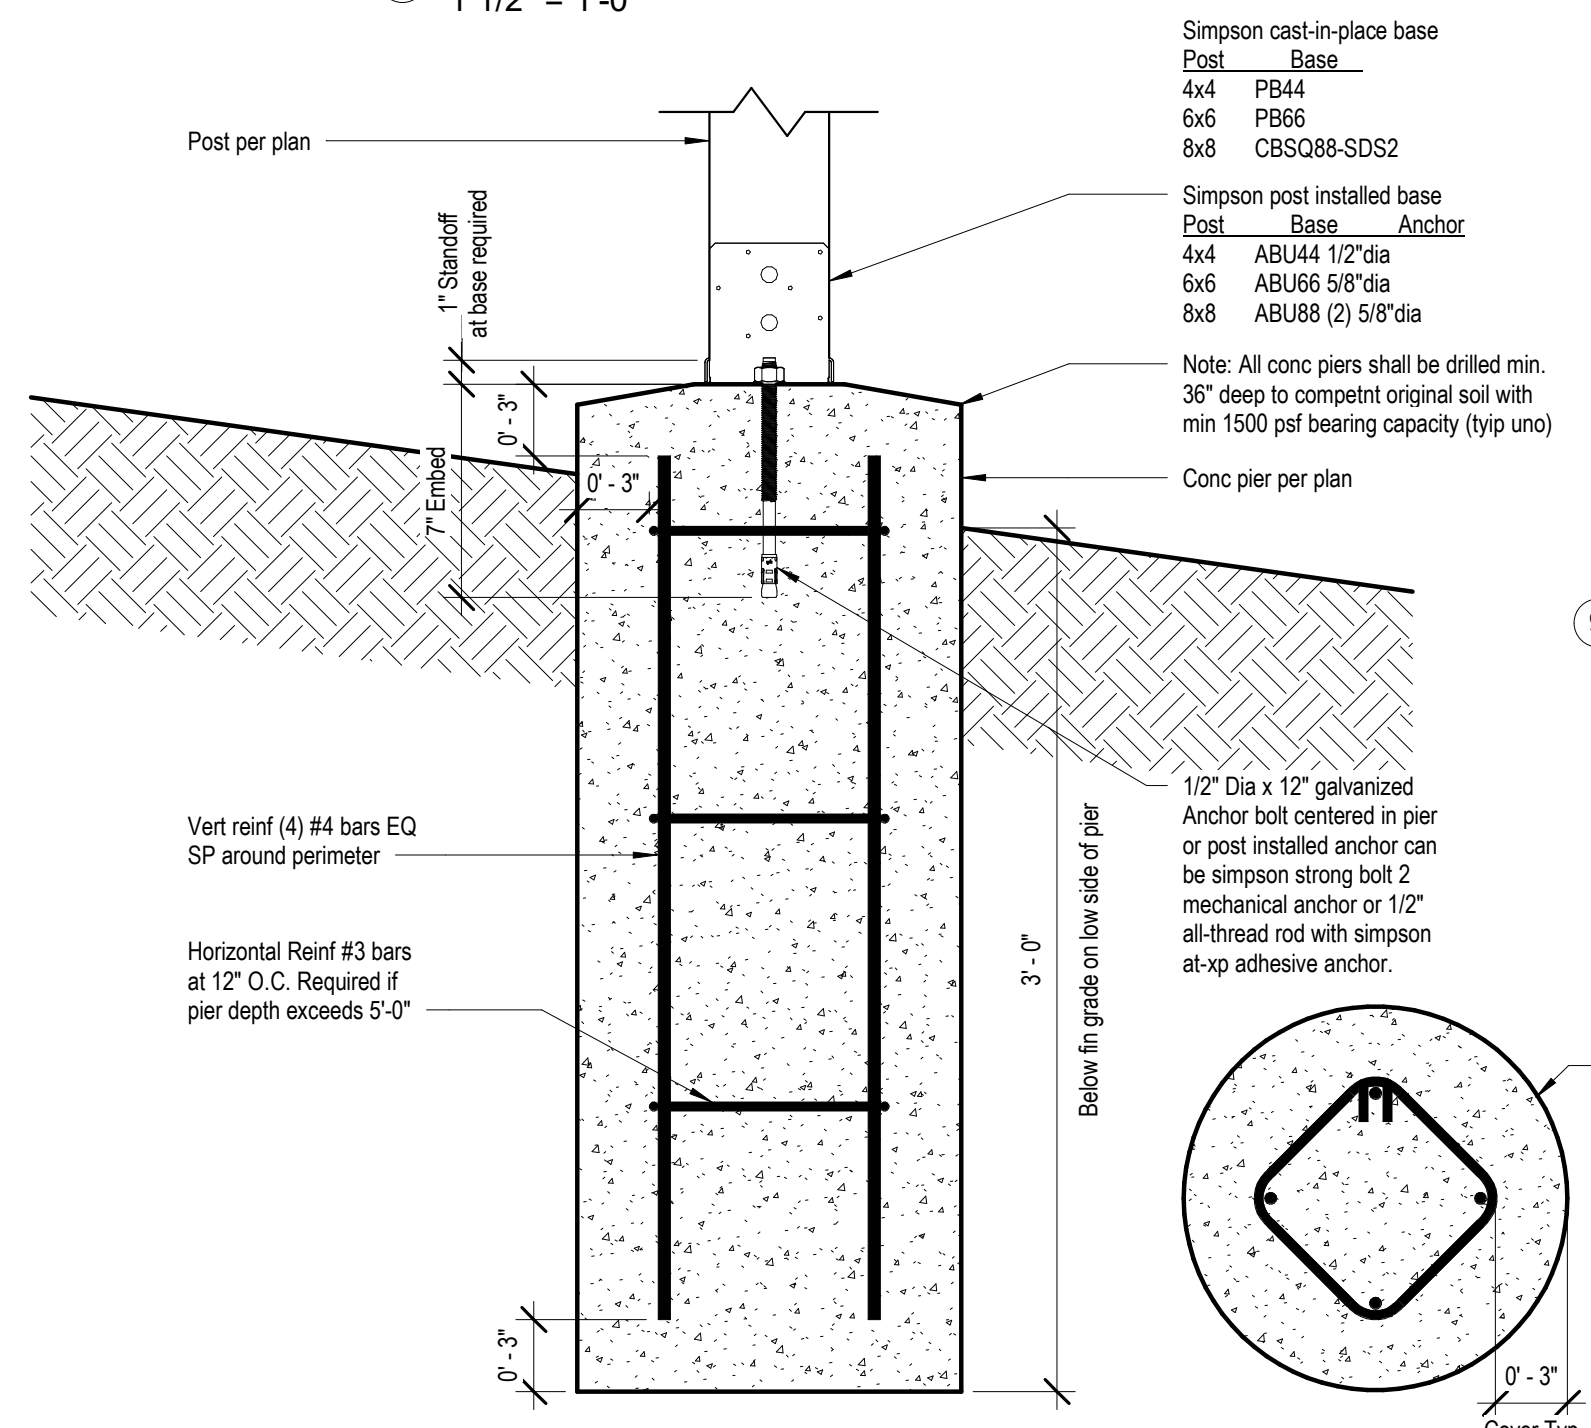 1 1/2" = 1'-0"
Simpson cast-in-place base
Post Base
4x4 PB44
6x6 PB66
8x8 CBSQ88-SDS2
Post per plan
Simpson post installed base
Post Base Anchor
4x4 ABU44 1/2"dia
6x6 ABU66 5/8"dia
8x8 ABU88 (2) 5/8"dia
1" Standoff
at base required
Note: All conc piers shall be drilled min.
36" deep to competnt original soil with
min 1500 psf bearing capacity (tyip uno)
0' - 3"
7" Embed
0' - 3"
Conc pier per plan
1/2" Dia x 12" galvanized
Anchor bolt centered in pier
or post installed anchor can
be simpson strong bolt 2
mechanical anchor or 1/2"
all-thread rod with simpson
at-xp adhesive anchor.
Vert reinf (4) #4 bars EQ
SP around perimeter
Horizontal Reinf #3 bars
at 12" O.C. Required if
pier depth exceeds 5'-0"
3' - 0"
Below fin grade on low side of pier
0' - 3"
0' - 3"
Cover Typ